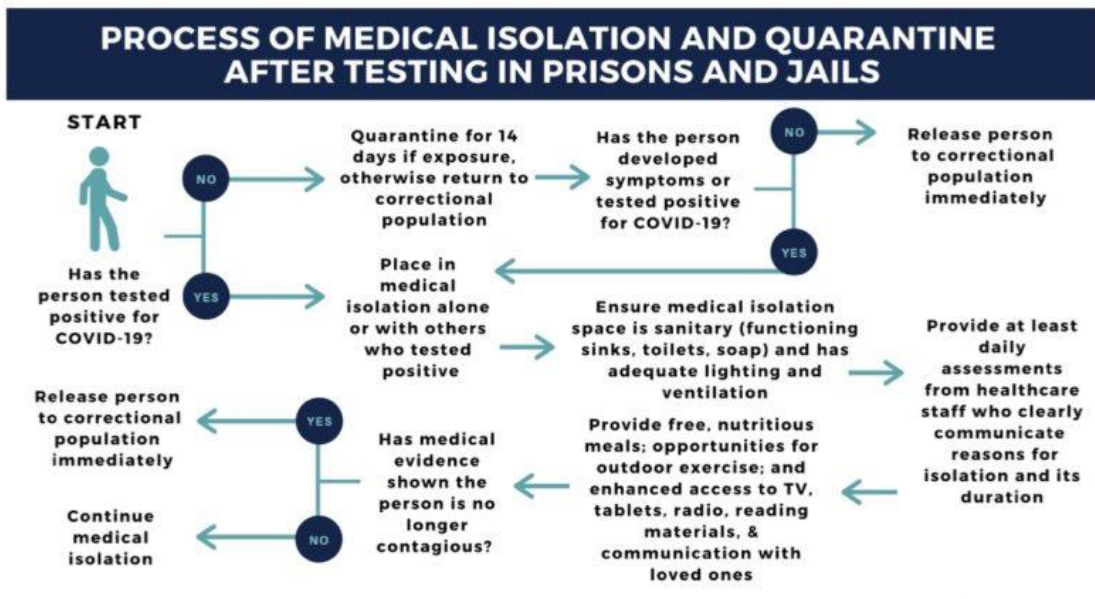 PROCESS OF MEDICAL ISOLATION AND QUARANTINE
AFTER TESTING IN PRISONS AND JAILS
START
Has the
person tested
positive for
COVID-19?
NO
Quarantine for 14
days if exposure,
otherwise return to
correctional
population
Has the person
developed
symptoms or
tested positive
for COVID-19?
NO
Release person
to correctional
population
immediately
YES
YES
Place in
medical
isolation alone
or with others
who tested
positive
Ensure medical isolation
space is sanitary (functioning
sinks, toilets, soap) and has
adequate lighting and
ventilation
Provide at least
daily
assessments
from healthcare
staff who clearly
communicate
reasons for
isolation and its
duration
Provide free, nutritious
meals; opportunities for
outdoor exercise; and
enhanced access to TV,
tablets, radio, reading
materials, &
communication with
loved ones
Has medical
evidence
shown the
person is no
longer
contagious?
YES
Release person
to correctional
population
immediately
NO
Continue
medical
isolation